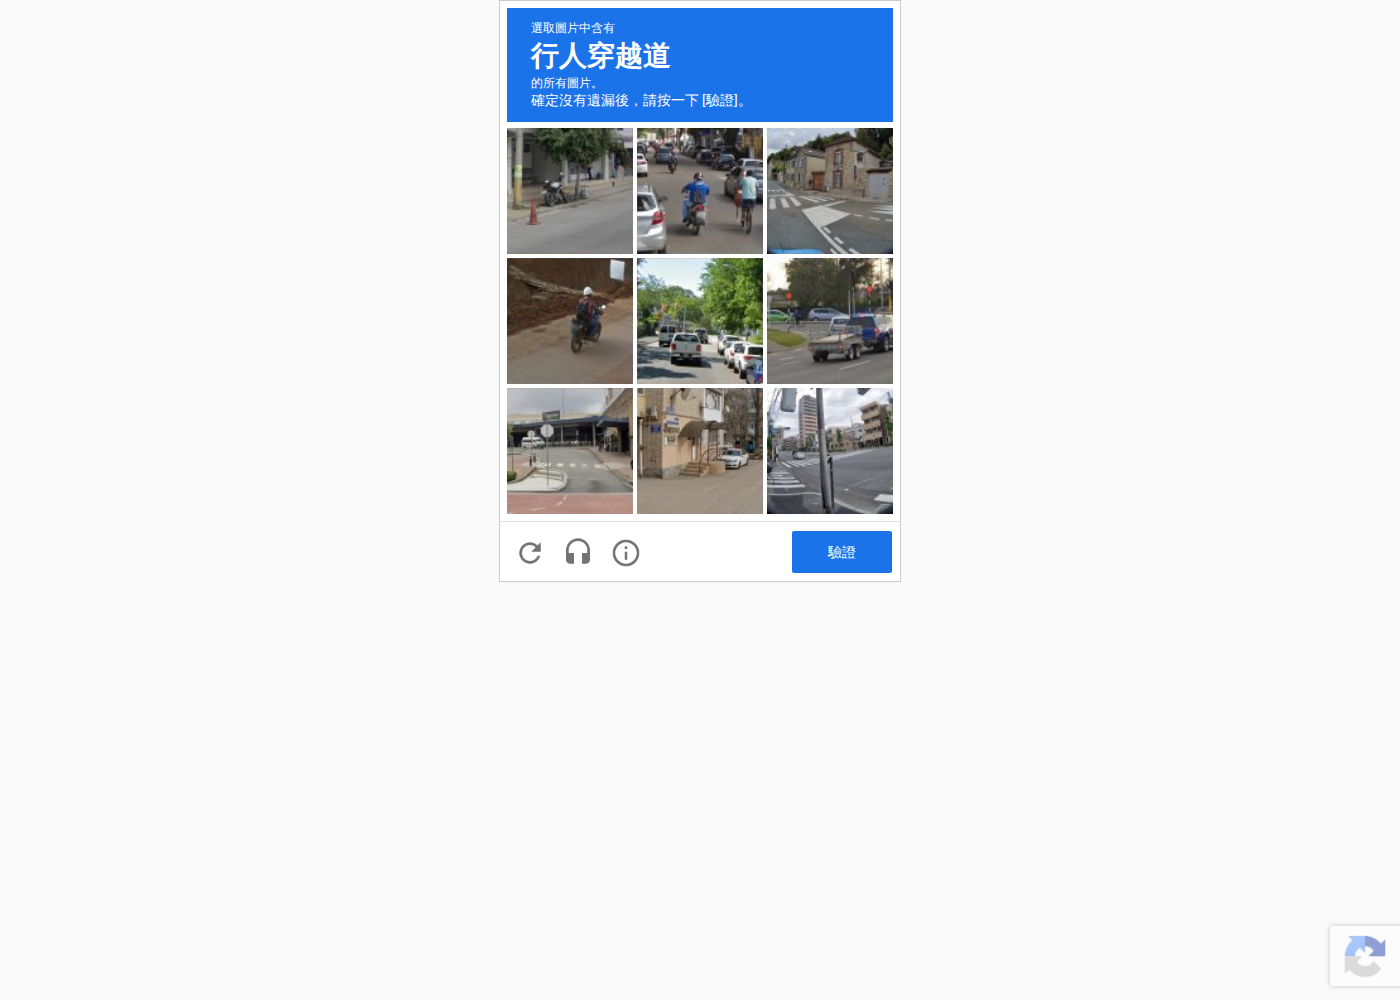 選取圖片中含有
行人穿越道
的所有圖片。
確定沒有遺漏後，請按一下 [驗證]。
驗證